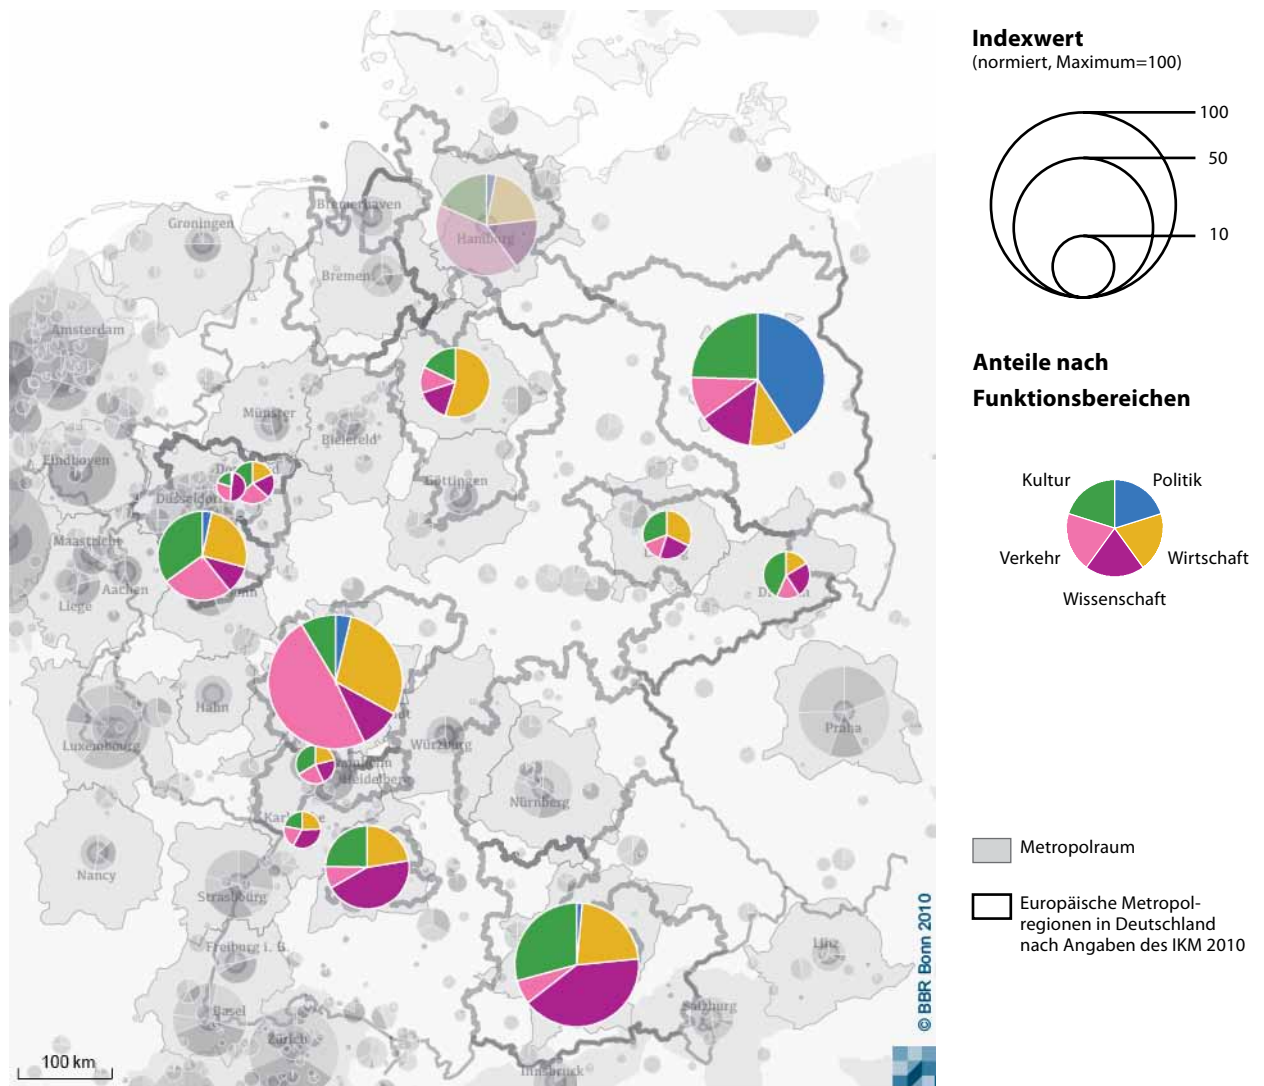 Indexwert
(normiert, Maximum=100)
100
50
10
Anteile nach
Funktionsbereichen
Kultur
Politik
Verkehr
Wirtschaft
Wissenschaft
Metropolraum
Europäische Metropol-
regionen in Deutschland
nach Angaben des IKM 2010
Groningen
Bremerhaven
Hamburg
Bremen
Amsterdam
Münster
Bielefeld
Eindhoven
Göttingen
Düsseldorf
Maastricht
Aachen
Liege
Hahn
Luxembourg
Würzburg
Praha
Heidelberg
Nürnberg
Nancy
Strasbourg
Freiburg i. B.
Linz
Basel
Salzburg
Zürich
Innsbruck
100 km
© BBR Bonn 2010